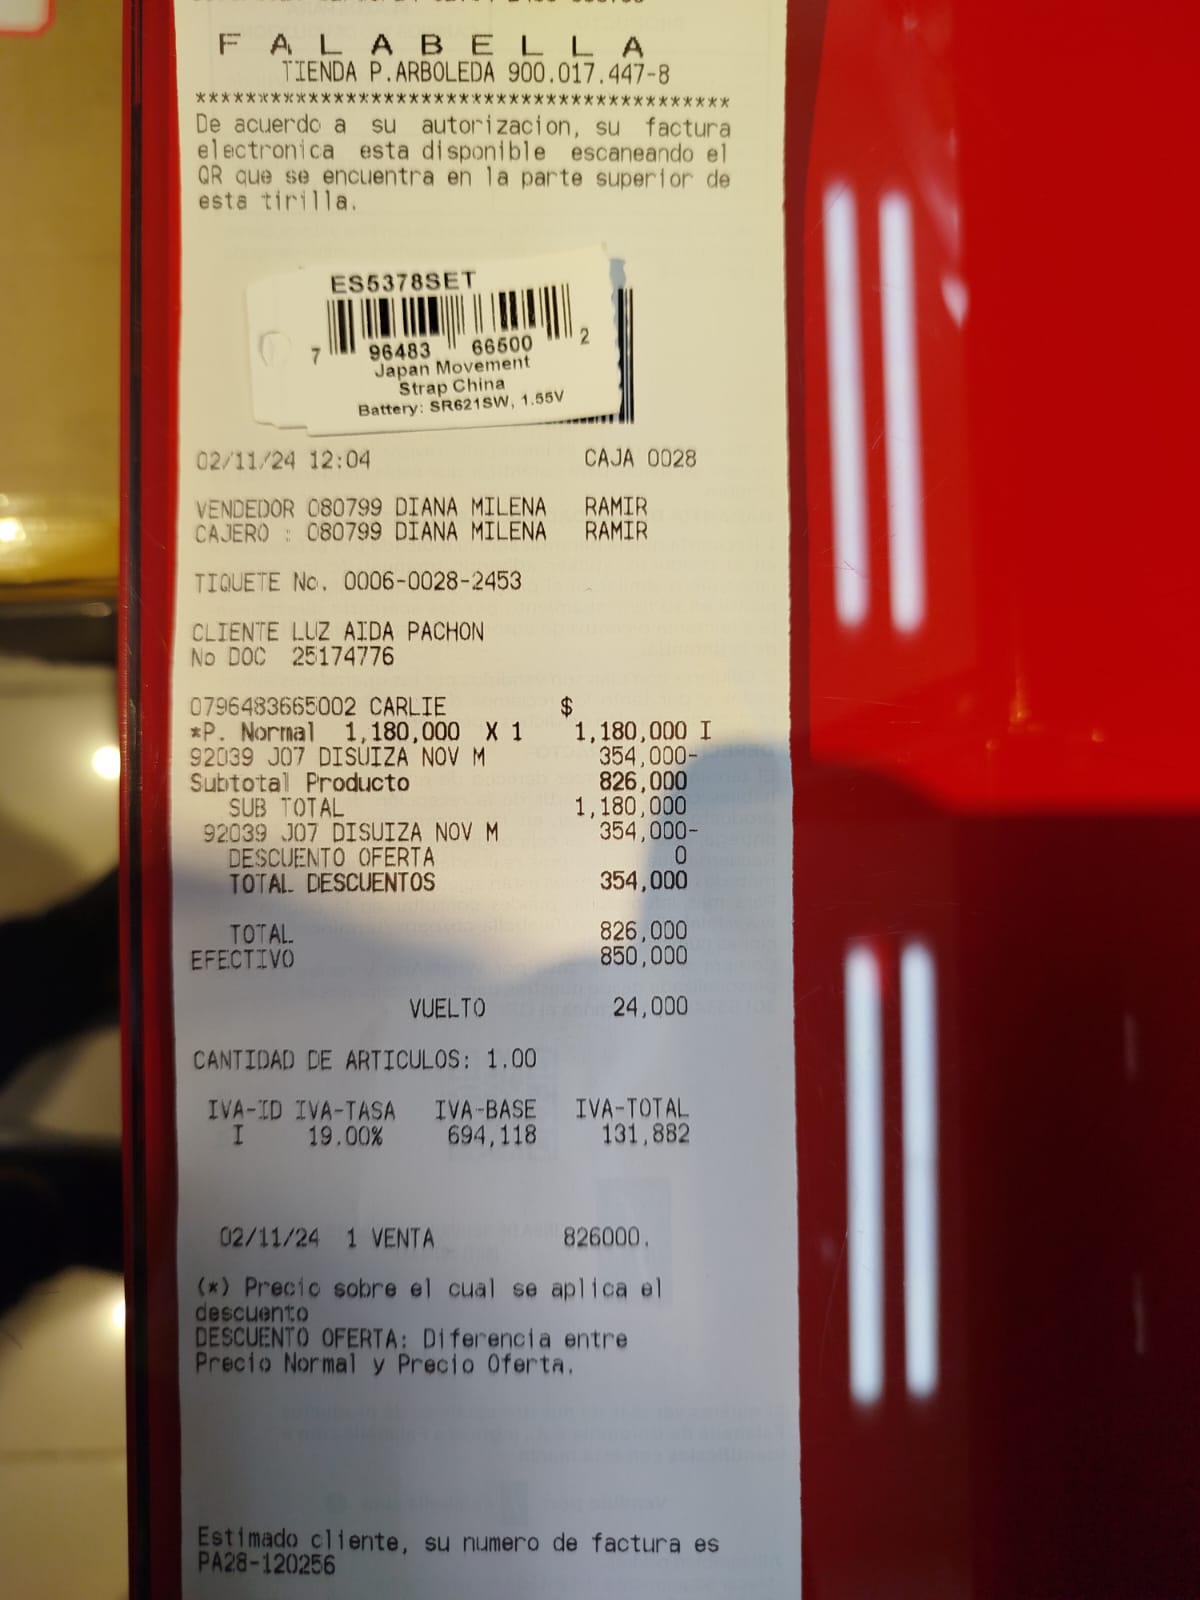 F A L A B E L L A
TIENDA P.ARBOLEDA 900.017.447-8
*******************************************
De acuerdo a su autorizacion, su factura
electronica esta disponible escaneando el
QR que se encuentra en la parte superior de
esta tirilla.
ES5378SET
7 96483 66500 2
Japan Movement
Strap China
Battery: SR621SW, 1.55V
02/11/24 12:04 CAJA 0028
VENDEDOR 080799 DIANA MILENA RAMIR
CAJERO : 080799 DIANA MILENA RAMIR
TIQUETE No. 0006-0028-2453
CLIENTE LUZ AIDA PACHON
No DOC 25174776
0796483665002 CARLIE $
*P. Normal 1,180,000 X 1 1,180,000 I
92039 J07 DISUIZA NOV M 354,000-
Subtotal Producto 826,000
SUB TOTAL 1,180,000
92039 J07 DISUIZA NOV M 354,000-
DESCUENTO OFERTA 0
TOTAL DESCUENTOS 354,000
TOTAL 826,000
EFECTIVO 850,000
VUELTO 24,000
CANTIDAD DE ARTICULOS: 1.00
IVA-ID IVA-TASA IVA-BASE IVA-TOTAL
I 19.00% 694,118 131,882
02/11/24 1 VENTA 826000.
(*) Precio sobre el cual se aplica el
descuento
DESCUENTO OFERTA: Diferencia entre
Precio Normal y Precio Oferta.
Estimado cliente, su numero de factura es
PA28-120256